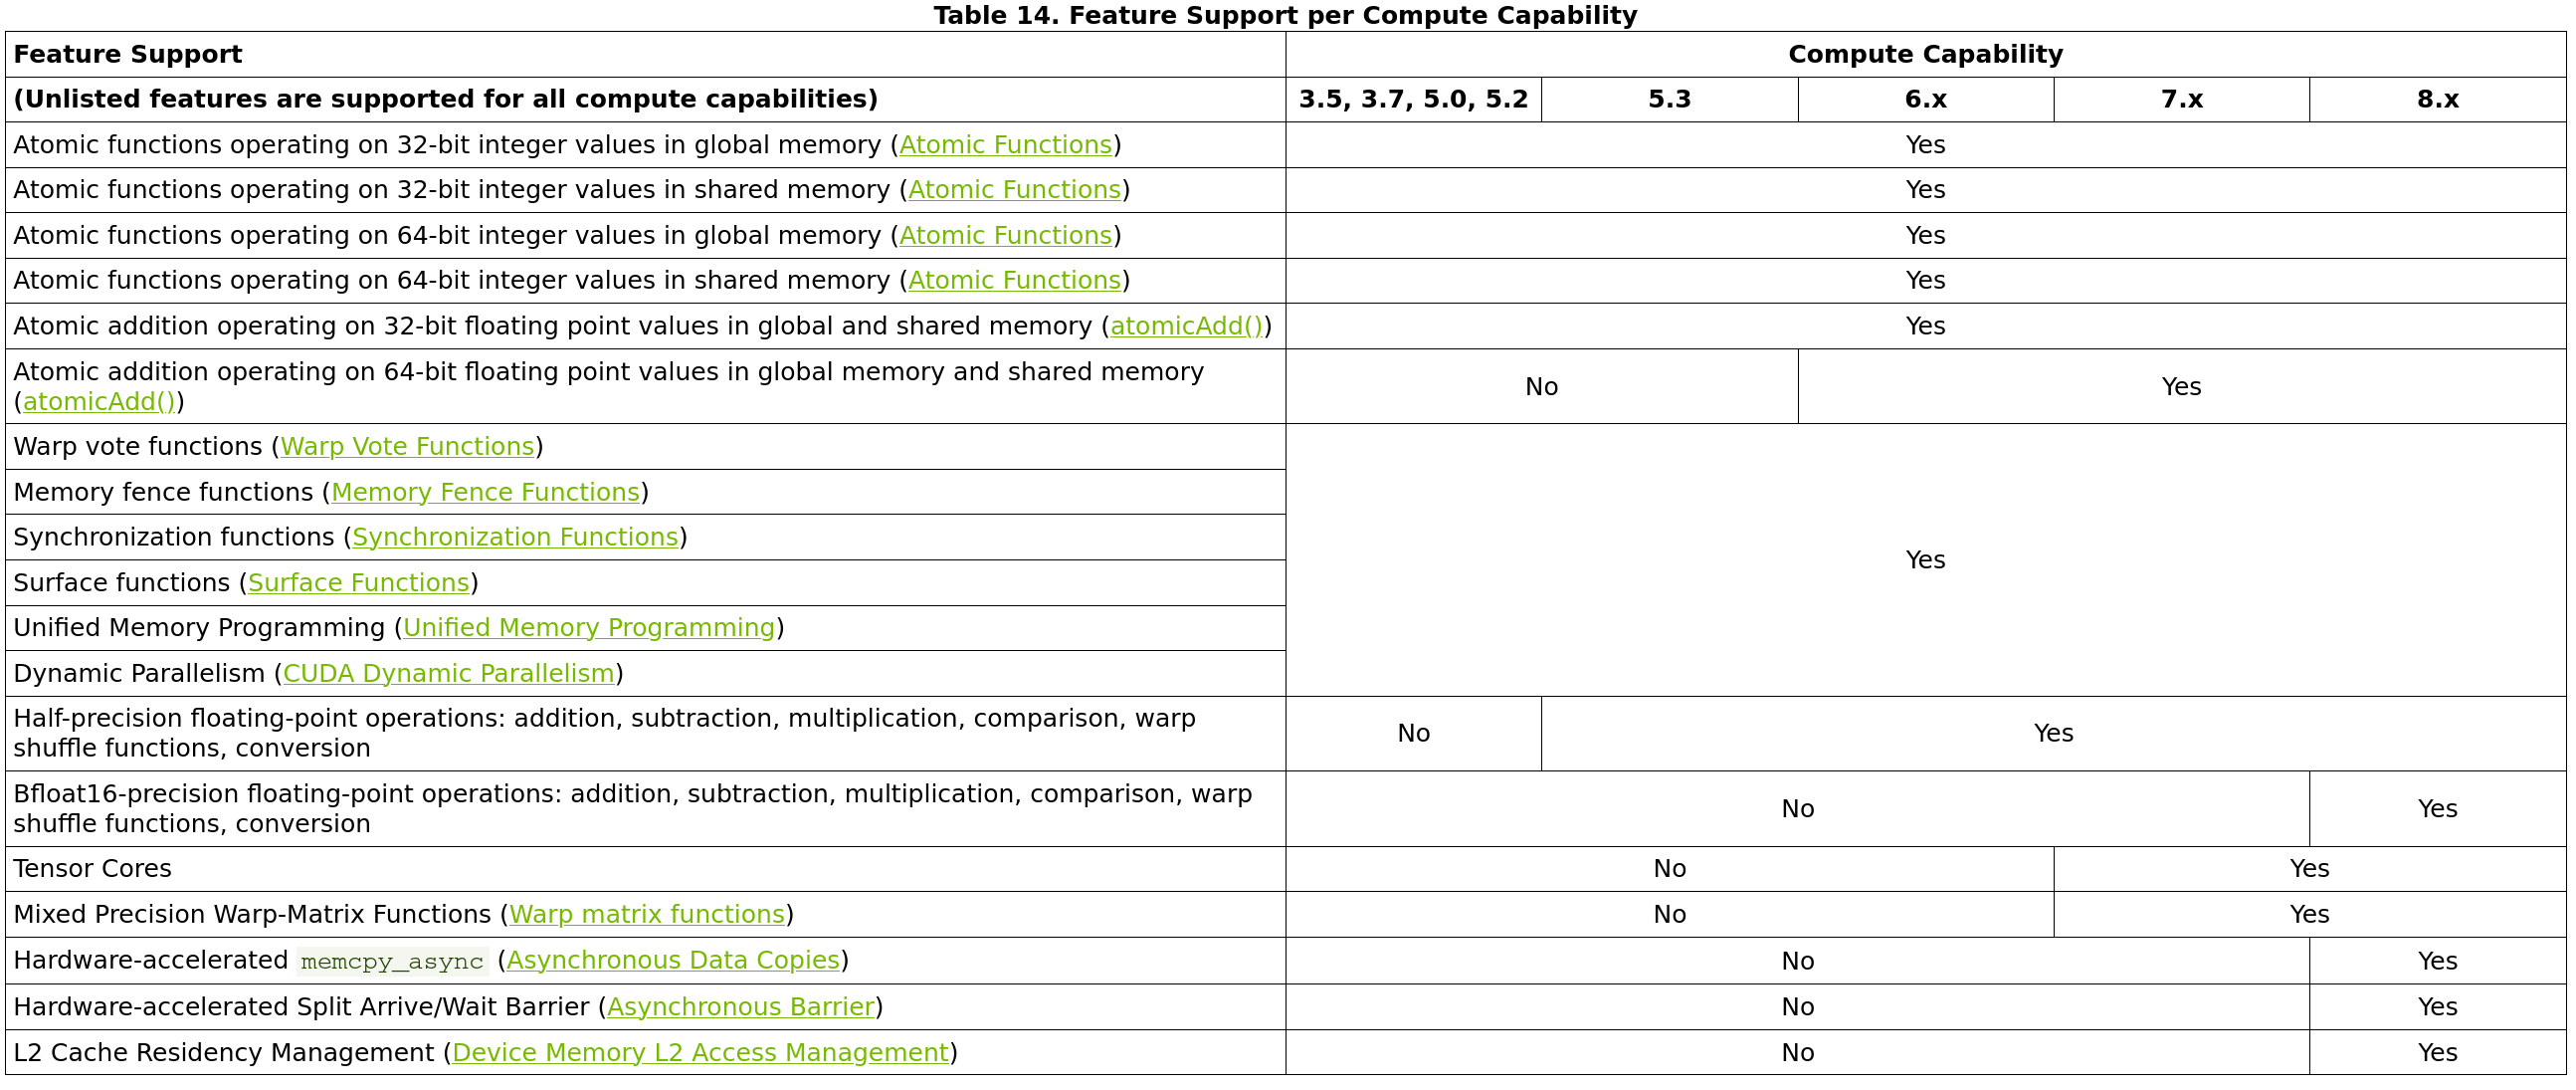 Table 14. Feature Support per Compute Capability
Feature Support Compute Capability
(Unlisted features are supported for all compute capabilities) 3.5, 3.7, 5.0, 5.2 5.3 6.x 7.x 8.x
Atomic functions operating on 32-bit integer values in global memory (Atomic Functions) Yes
Atomic functions operating on 32-bit integer values in shared memory (Atomic Functions) Yes
Atomic functions operating on 64-bit integer values in global memory (Atomic Functions) Yes
Atomic functions operating on 64-bit integer values in shared memory (Atomic Functions) Yes
Atomic addition operating on 32-bit floating point values in global and shared memory (atomicAdd()) Yes
Atomic addition operating on 64-bit floating point values in global memory and shared memory
(atomicAdd()) No Yes
Warp vote functions (Warp Vote Functions)
Memory fence functions (Memory Fence Functions)
Synchronization functions (Synchronization Functions)
Surface functions (Surface Functions)
Unified Memory Programming (Unified Memory Programming)
Dynamic Parallelism (CUDA Dynamic Parallelism)
Yes
Half-precision floating-point operations: addition, subtraction, multiplication, comparison, warp
shuffle functions, conversion No Yes
Bfloat16-precision floating-point operations: addition, subtraction, multiplication, comparison, warp
shuffle functions, conversion No Yes
Tensor Cores No Yes
Mixed Precision Warp-Matrix Functions (Warp matrix functions) No Yes
Hardware-accelerated memcpy_async (Asynchronous Data Copies) No Yes
Hardware-accelerated Split Arrive/Wait Barrier (Asynchronous Barrier) No Yes
L2 Cache Residency Management (Device Memory L2 Access Management) No Yes